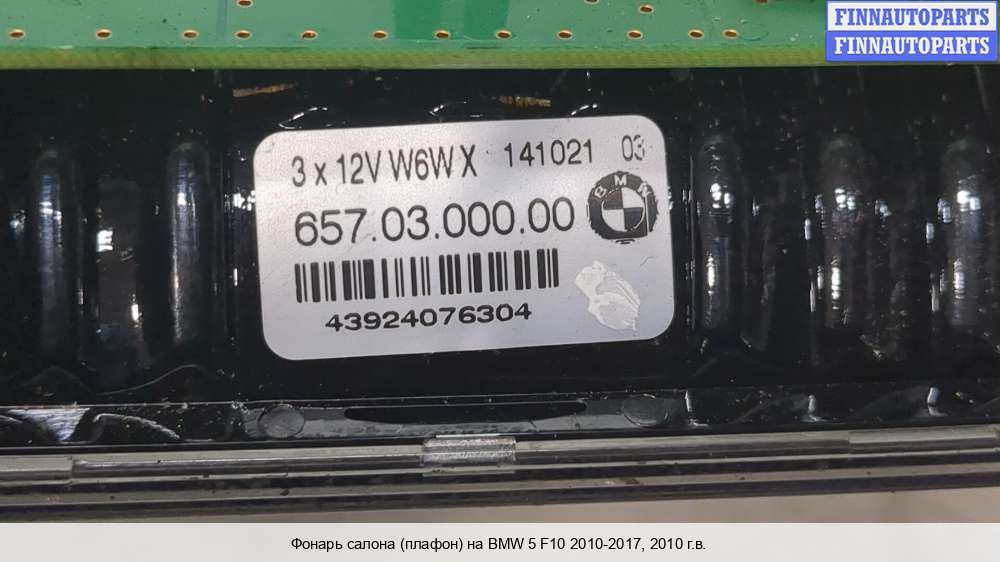 FINNAUTOPARTS
FINNAUTOPARTS
3 x 12V W6W X 141021 03
657.03.000.00
BMW
43924076304
Фонарь салона (плафон) на BMW 5 F10 2010-2017, 2010 г.в.